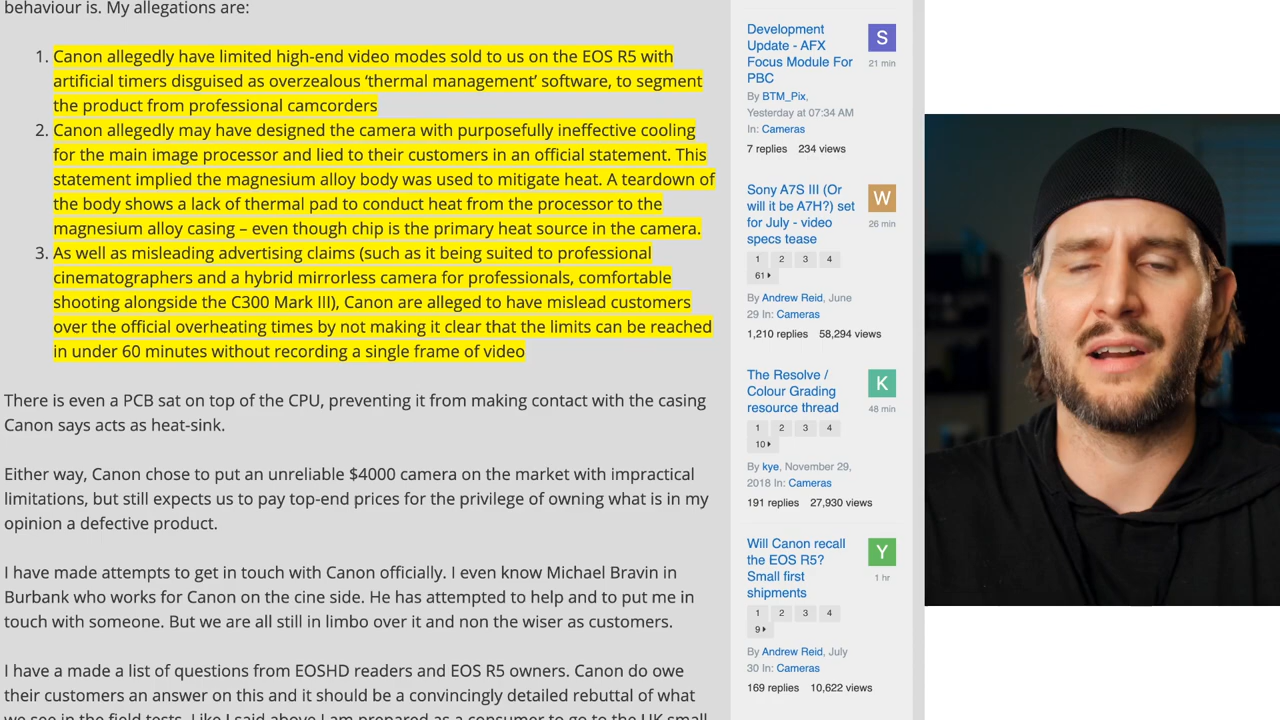 behaviour is. My allegations are:
1. Canon allegedly have limited high-end video modes sold to us on the EOS R5 with
artificial timers disguised as overzealous ‘thermal management’ software, to segment
the product from professional camcorders
2. Canon allegedly may have designed the camera with purposefully ineffective cooling
for the main image processor and lied to their customers in an official statement. This
statement implied the magnesium alloy body was used to mitigate heat. A teardown of
the body shows a lack of thermal pad to conduct heat from the processor to the
magnesium alloy casing – even though chip is the primary heat source in the camera.
3. As well as misleading advertising claims (such as it being suited to professional
cinematographers and a hybrid mirrorless camera for professionals, comfortable
shooting alongside the C300 Mark III), Canon are alleged to have mislead customers
over the official overheating times by not making it clear that the limits can be reached
in under 60 minutes without recording a single frame of video
There is even a PCB sat on top of the CPU, preventing it from making contact with the casing
Canon says acts as heat-sink.
Either way, Canon chose to put an unreliable $4000 camera on the market with impractical
limitations, but still expects us to pay top-end prices for the privilege of owning what is in my
opinion a defective product.
I have made attempts to get in touch with Canon officially. I even know Michael Bravin in
Burbank who works for Canon on the cine side. He has attempted to help and to put me in
touch with someone. But we are all still in limbo over it and non the wiser as customers.
I have a made a list of questions from EOSHD readers and EOS R5 owners. Canon do owe
their customers an answer on this and it should be a convincingly detailed rebuttal of what
we see in the field tests. Like I said above I am prepared as a consumer to go to the UK small
Development
Update - AFX
Focus Module For
PBC
S
21 min
By BTM_Pix,
Yesterday at 07:34 AM
In: Cameras
7 replies 234 views
Sony A7S III (Or
will it be A7H?) set
for July - video
specs tease
W
26 min
1 2 3 4
61
By Andrew Reid, June
29 In: Cameras
1,210 replies 58,294 views
The Resolve /
Colour Grading
resource thread
K
48 min
1 2 3 4
10
By kye, November 29,
2018 In: Cameras
191 replies 27,930 views
Will Canon recall
the EOS R5?
Small first
shipments
Y
1 hr
1 2 3 4
9
By Andrew Reid, July
30 In: Cameras
169 replies 10,622 views